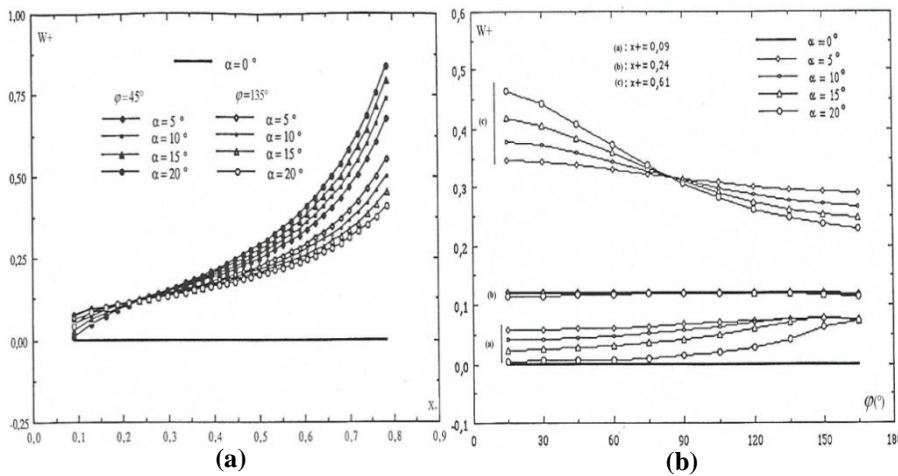 W+
1,00
0,75
0,50
0,25
0,00
-0,25
0,0 0,1 0,2 0,3 0,4 0,5 0,6 0,7 0,8 0,9
X+
α=0°
φ=45° φ=135°
α=5° α=5°
α=10° α=10°
α=15° α=15°
α=20° α=20°
(a)
W+
0,6
0,5
0,4
0,3
0,2
0,1
0,0
-0,1
0 30 60 90 120 150 180
φ(°)
(a): x+=0,09
(b): x+=0,24
(c): x+=0,61
α = 0°
α = 5°
α = 10°
α = 15°
α = 20°
(c)
(b)
(a)
(b)